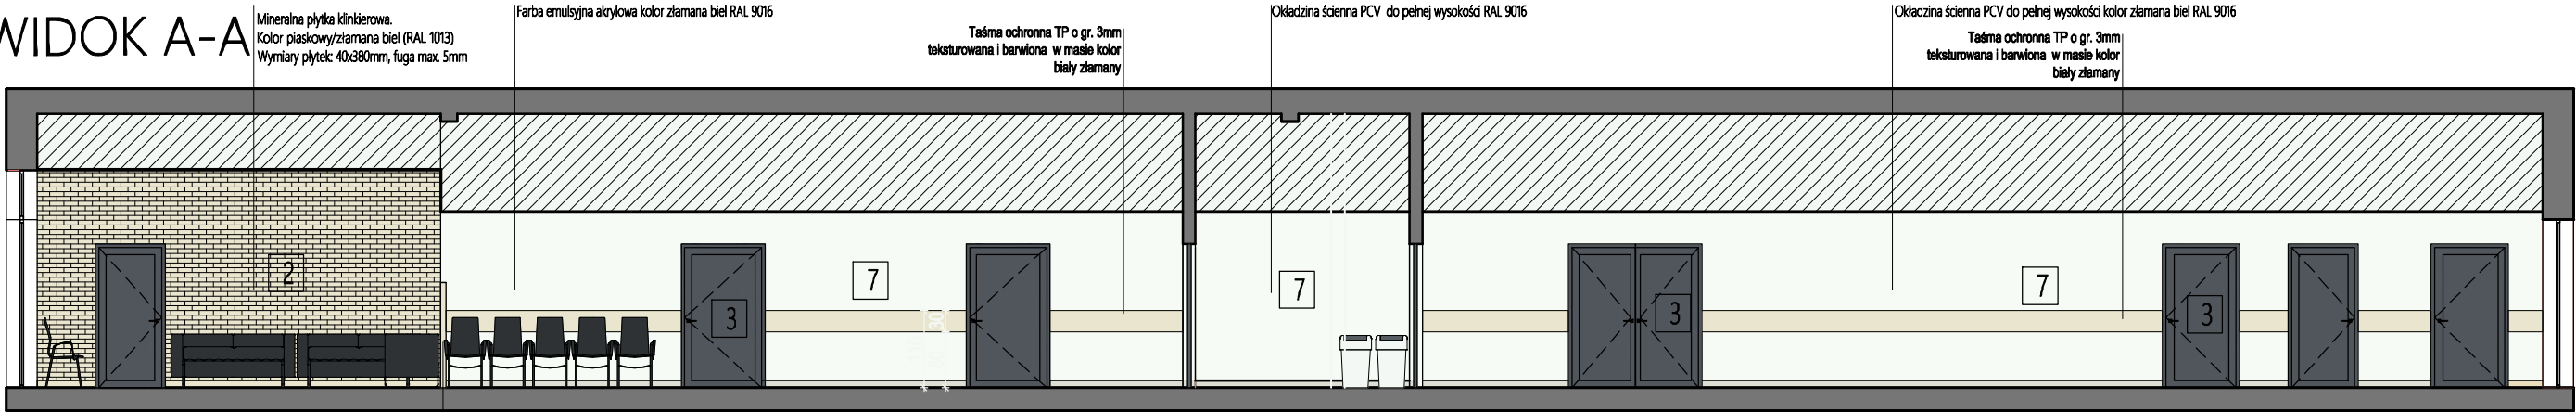 WIDOK A-A
Mineralna płytka klinkierowa.
Kolor piaskowy/złamana biel (RAL 1013)
Wymiary płytek: 40x380mm, fuga max. 5mm
Farba emulsyjna akrylowa kolor złamana biel RAL 9016
Taśma ochronna TP o gr. 3mm
teksturowana i barwiona w masie kolor
biały złamany
Okładzina ścienna PCV do pełnej wysokości RAL 9016
Okładzina ścienna PCV do pełnej wysokości kolor złamana biel RAL 9016
Taśma ochronna TP o gr. 3mm
teksturowana i barwiona w masie kolor
biały złamany
2
3
7
7
3
7
3
30